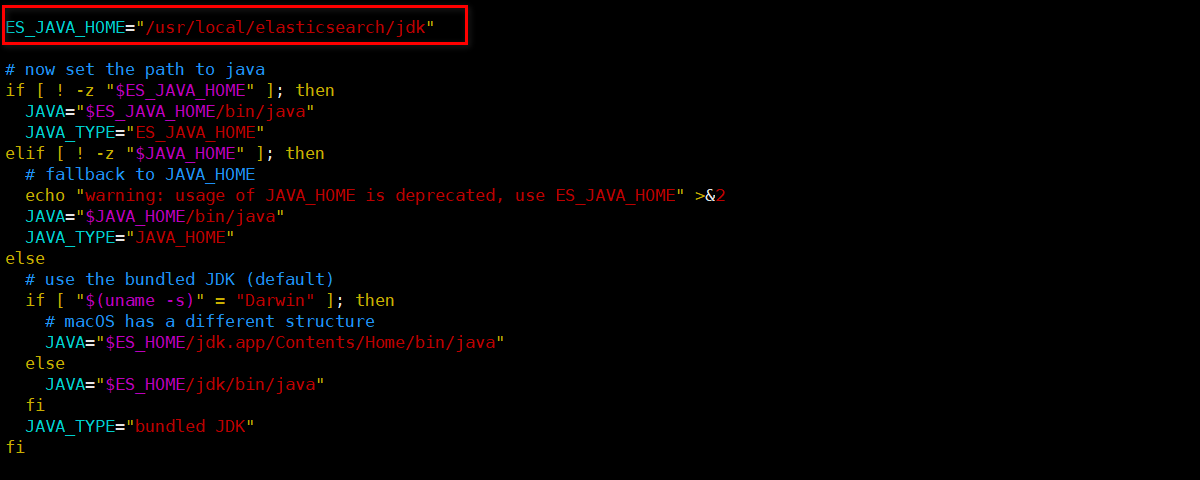 ES_JAVA_HOME="/usr/local/elasticsearch/jdk"
# now set the path to java
if [ ! -z "$ES_JAVA_HOME" ]; then
  JAVA="$ES_JAVA_HOME/bin/java"
  JAVA_TYPE="ES_JAVA_HOME"
elif [ ! -z "$JAVA_HOME" ]; then
  # fallback to JAVA_HOME
  echo "warning: usage of JAVA_HOME is deprecated, use ES_JAVA_HOME" >&2
  JAVA="$JAVA_HOME/bin/java"
  JAVA_TYPE="JAVA_HOME"
else
  # use the bundled JDK (default)
  if [ "$(uname -s)" = "Darwin" ]; then
    # macOS has a different structure
    JAVA="$ES_HOME/jdk.app/Contents/Home/bin/java"
  else
    JAVA="$ES_HOME/jdk/bin/java"
  fi
  JAVA_TYPE="bundled JDK"
fi